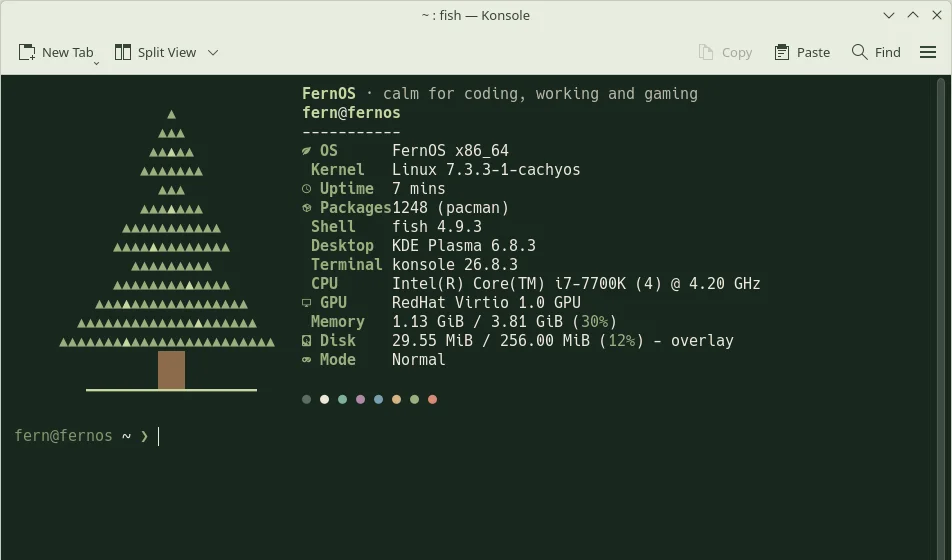 ~ : fish — Konsole
New Tab Split View Copy Paste Find
FernOS · calm for coding, working and gaming
fern@fernos
-----------
OS FernOS x86_64
Kernel Linux 7.3.3-1-cachyos
Uptime 7 mins
Packages1248 (pacman)
Shell fish 4.9.3
Desktop KDE Plasma 6.8.3
Terminal konsole 26.8.3
CPU Intel(R) Core(TM) i7-7700K (4) @ 4.20 GHz
GPU RedHat Virtio 1.0 GPU
Memory 1.13 GiB / 3.81 GiB (30%)
Disk 29.55 MiB / 256.00 MiB (12%) - overlay
Mode Normal
fern@fernos ~ ❯